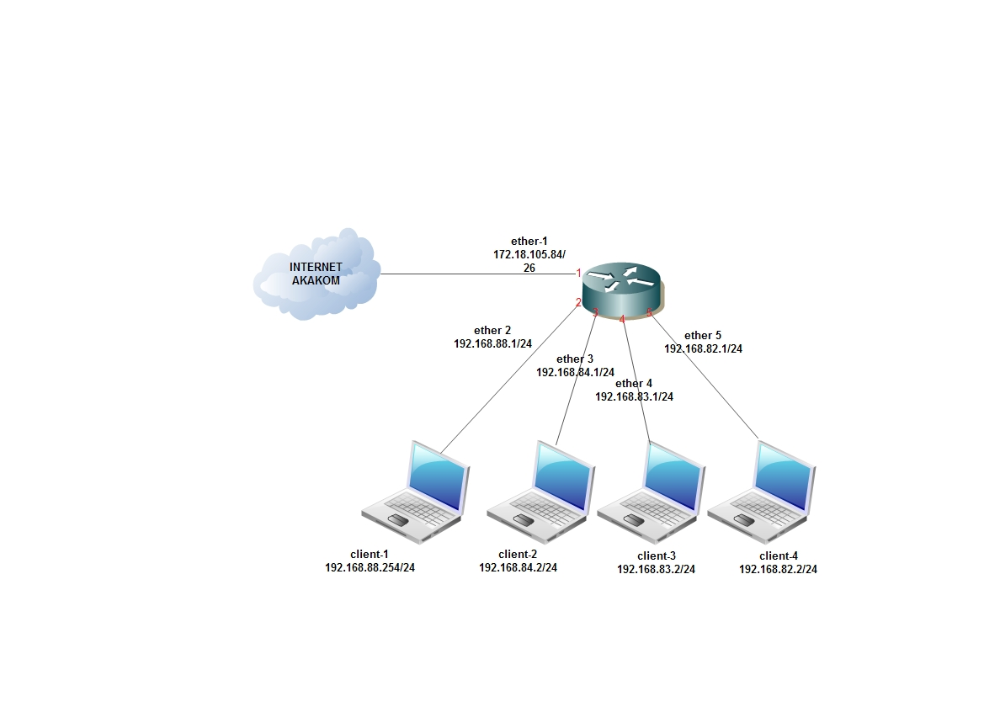 ether-1
172.18.105.84/
26
INTERNET
AKAKOM
1
2
3
4
5
ether 2
192.168.88.1/24
ether 3
192.168.84.1/24
ether 4
192.168.83.1/24
ether 5
192.168.82.1/24
client-1
192.168.88.254/24
client-2
192.168.84.2/24
client-3
192.168.83.2/24
client-4
192.168.82.2/24